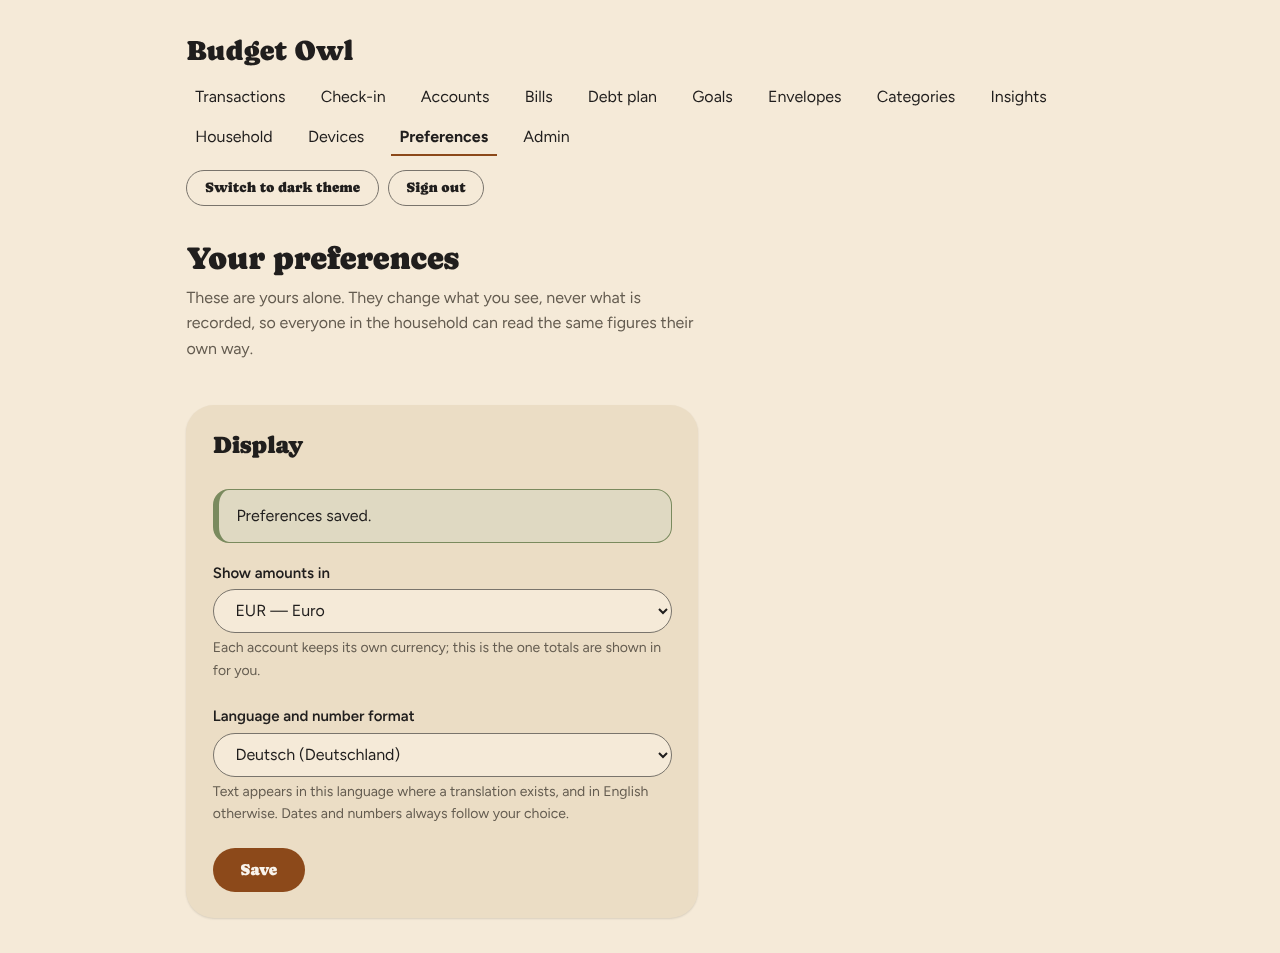 Budget Owl
Transactions Check-in Accounts Bills Debt plan Goals Envelopes Categories Insights
Household Devices Preferences Admin
Switch to dark theme Sign out
Your preferences
These are yours alone. They change what you see, never what is
recorded, so everyone in the household can read the same figures their
own way.
Display
Preferences saved.
Show amounts in
EUR — Euro
Each account keeps its own currency; this is the one totals are shown in
for you.
Language and number format
Deutsch (Deutschland)
Text appears in this language where a translation exists, and in English
otherwise. Dates and numbers always follow your choice.
Save